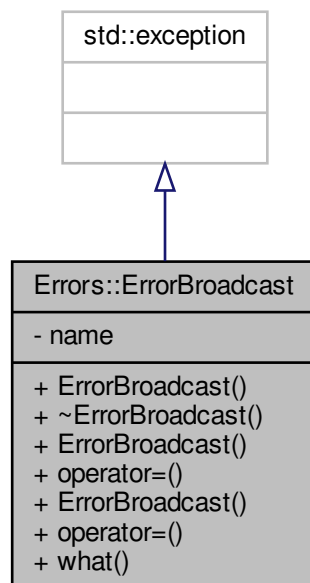 std::exception
Errors::ErrorBroadcast
- name
+ ErrorBroadcast()
+ ~ErrorBroadcast()
+ ErrorBroadcast()
+ operator=()
+ ErrorBroadcast()
+ operator=()
+ what()